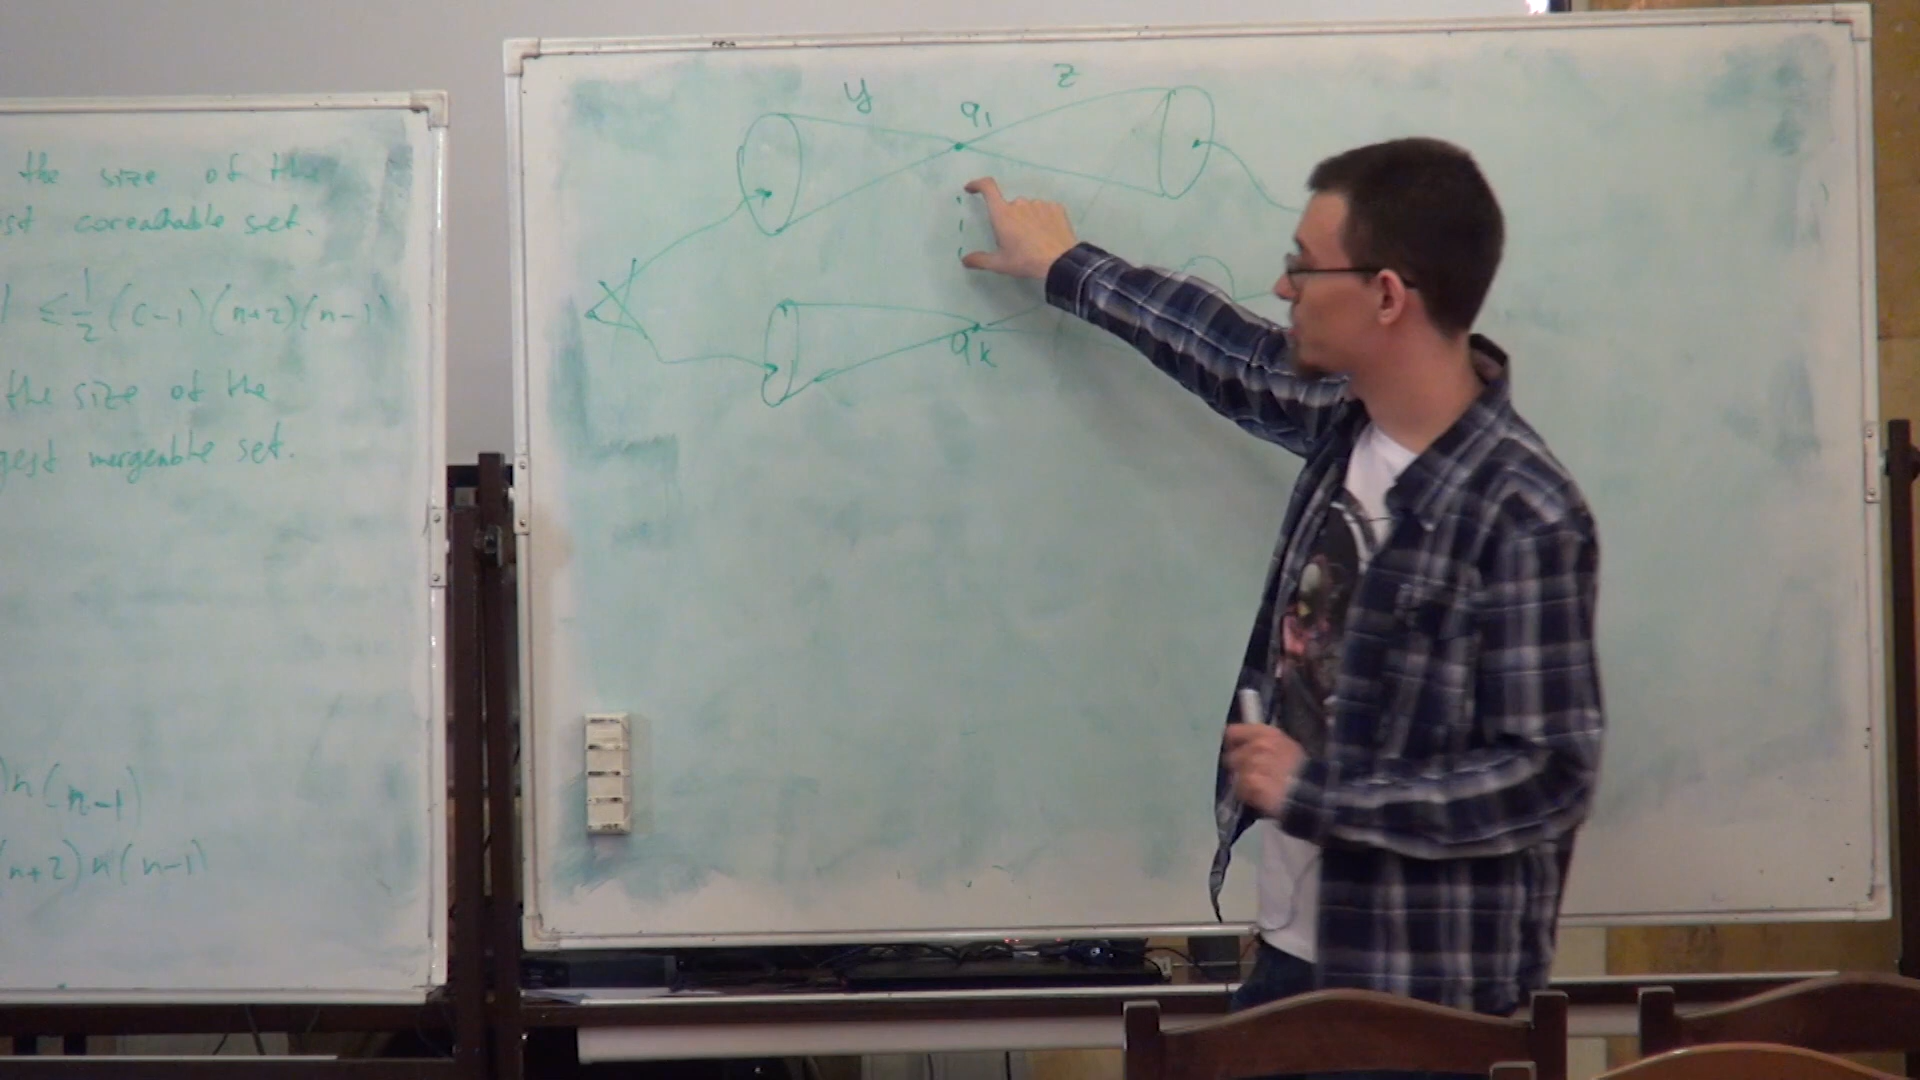 the size of the
st coreachable set.
≤ 1/2 (c-1)(n+2)(n-1)
the size of the
gest mergeable set.
)n(n-1)
(n+2)n(n-1)
y
q₁
z
qₖ